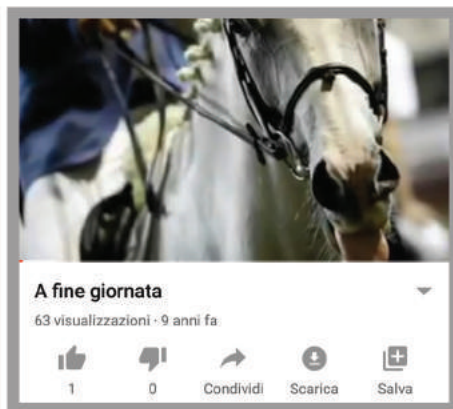 A fine giornata
63 visualizzazioni · 9 anni fa
1 0 Condividi Scarica Salva